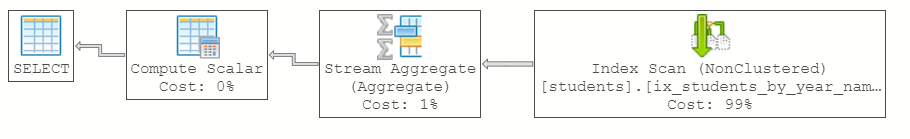 SELECT
Compute Scalar
Cost: 0%
Stream Aggregate
(Aggregate)
Cost: 1%
Index Scan (NonClustered)
[students].[ix_students_by_year_nam…
Cost: 99%